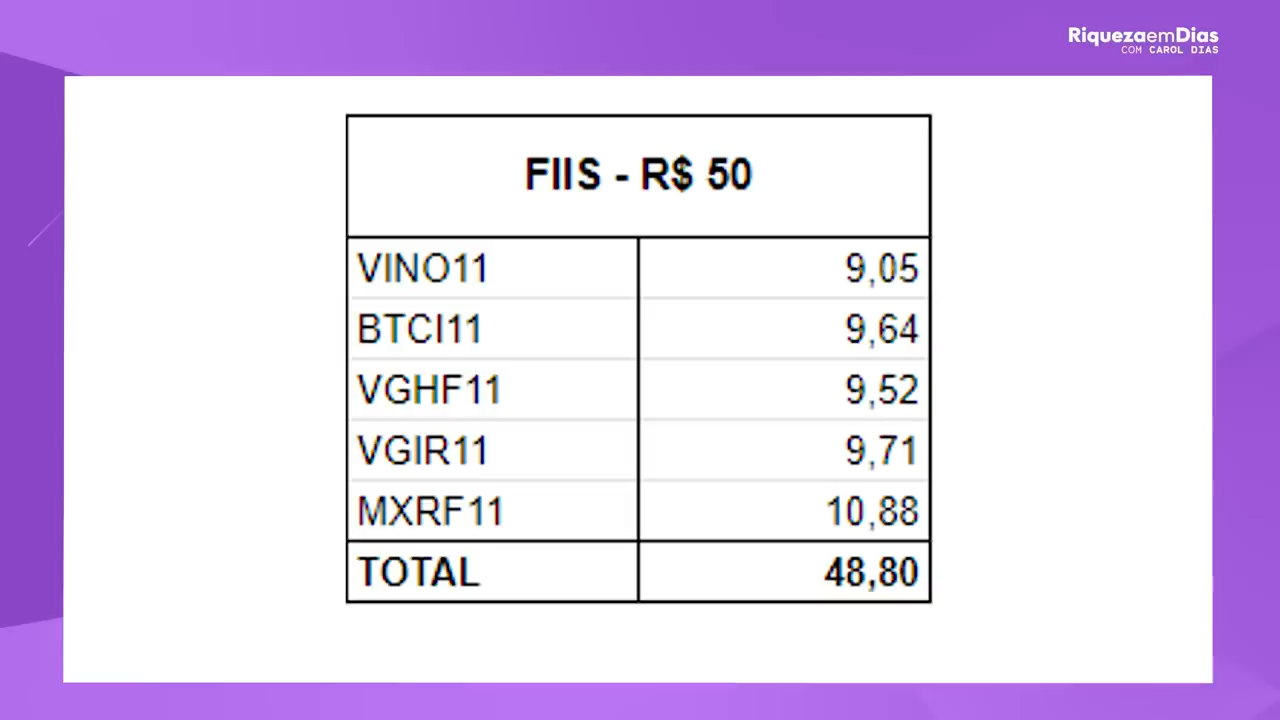 RiquezaemDias
COM CAROL DIAS
FIIS - R$ 50
VINO11 9,05
BTCI11 9,64
VGHF11 9,52
VGIR11 9,71
MXRF11 10,88
TOTAL 48,80